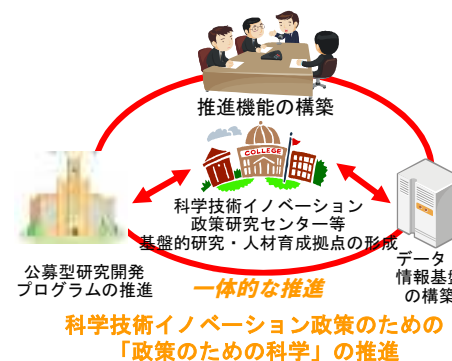 推進機能の構築
COLLEGE
科学技術イノベーション
政策研究センター等
基盤的研究・人材育成拠点の形成
公募型研究開発
プログラムの推進
データ
情報基盤
の構築
一体的な推進
科学技術イノベーション政策のための
「政策のための科学」の推進